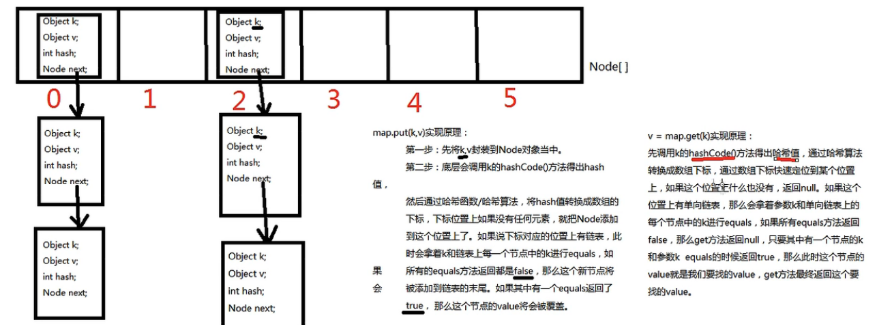 Object k;
Object v;
int hash;
Node next;
Object k;
Object v;
int hash;
Node next;
Node[ ]
0
1
2
3
4
5
Object k;
Object v;
int hash;
Node next;
Object k;
Object v;
int hash;
Node next;
Object k;
Object v;
int hash;
Node next;
Object k;
Object v;
int hash;
Node next;
map.put(k,v)实现原理：
第一步：先将k,v封装到Node对象当中。
第二步：底层会调用k的hashCode()方法得出hash
值，
然后通过哈希函数/哈希算法，将hash值转换成数组的
下标，下标位置上如果没有任何元素，就把Node添加
到这个位置上了。如果说下标对应的位置上有链表，此
时会拿着k和链表上每一个节点中的k进行equals，如
果 所有的equals方法返回都是false，那么这个新节点将
会 被添加到链表的末尾。如果其中有一个equals返回了
true，那么这个节点的value将会被覆盖。
v = map.get(k)实现原理：
先调用k的hashCode()方法得出哈希值，通过哈希算法
转换成数组下标，通过数组下标快速定位到某个位置
上，如果这个位置什么也没有，返回null。如果这个
位置上有单向链表，那么会拿着参数k和单向链表上的
每个节点中的k进行equals，如果所有equals方法返回
false，那么get方法返回null，只要其中有一个节点的k
和参数k equals的时候返回true，那么此时这个节点的
value就是我们要找的value，get方法最终返回这个要
找的value。